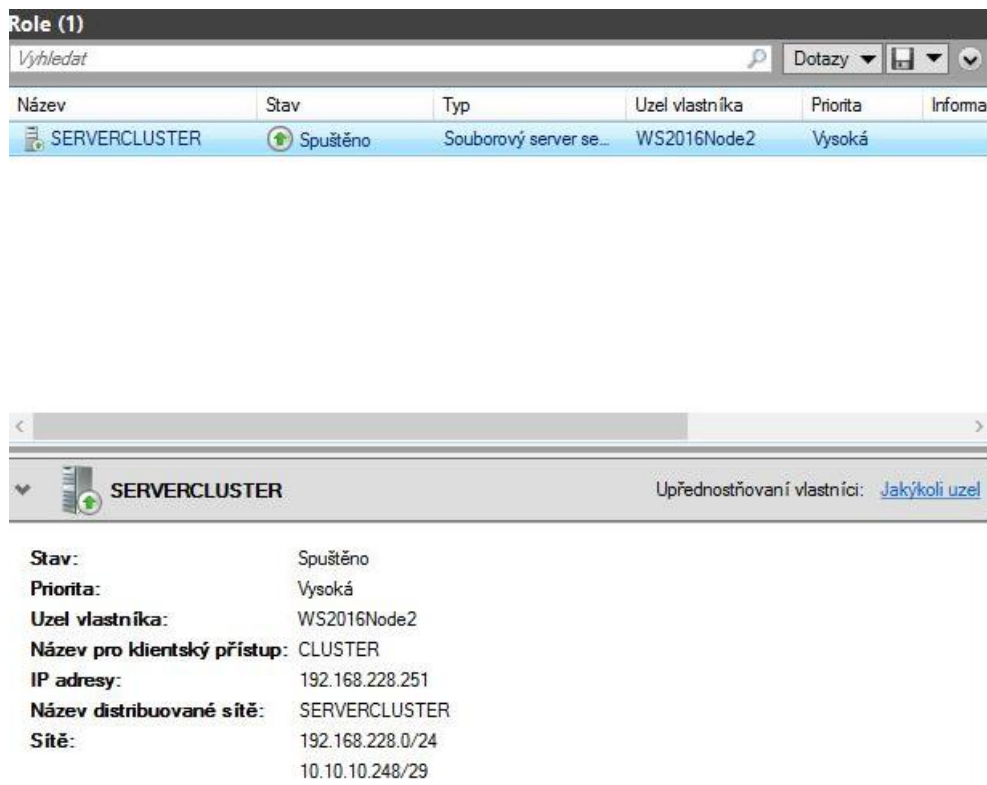 Role (1)
Vyhledat Dotazy
Název Stav Typ Uzel vlastníka Priorita Informa
SERVERCLUSTER Spuštěno Souborový server se... WS2016Node2 Vysoká
SERVERCLUSTER Upřednostňovaní vlastníci: Jakýkoli uzel
Stav: Spuštěno
Priorita: Vysoká
Uzel vlastníka: WS2016Node2
Název pro klientský přístup: CLUSTER
IP adresy: 192.168.228.251
Název distribuované sítě: SERVERCLUSTER
Sítě: 192.168.228.0/24
10.10.10.248/29